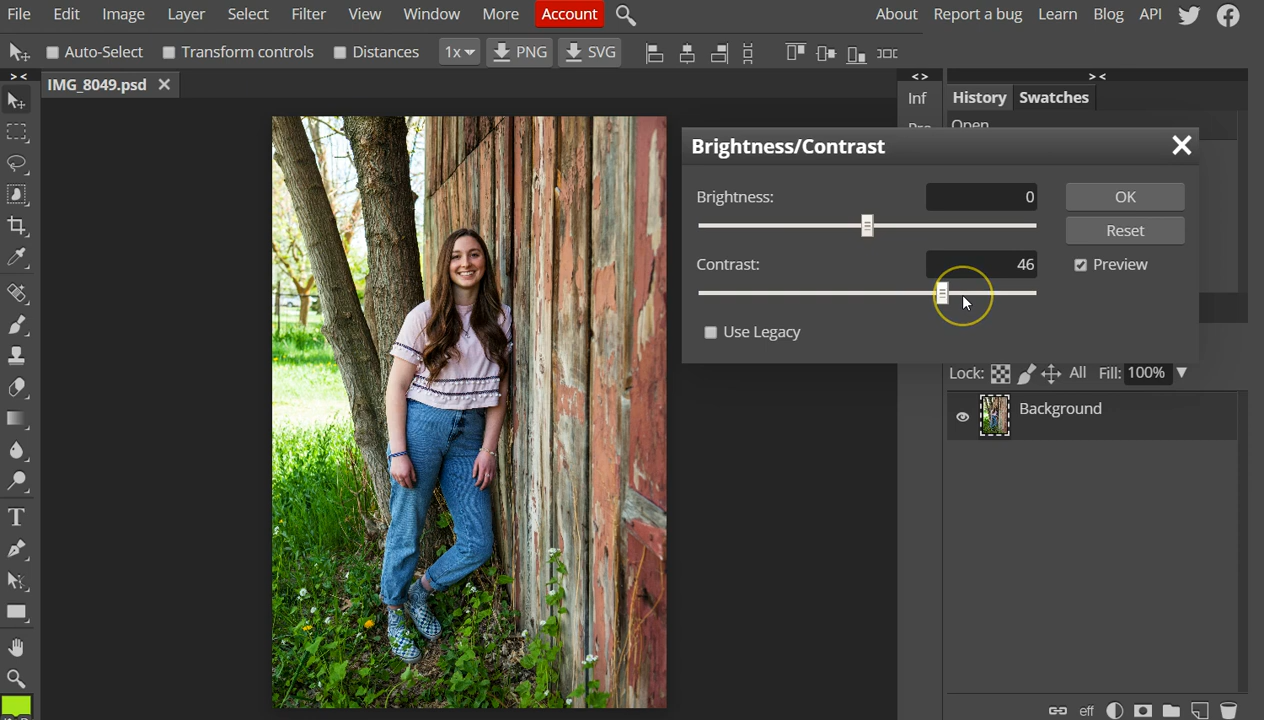 File Edit Image Layer Select Filter View Window More Account About Report a bug Learn Blog API
Auto-Select Transform controls Distances 1x PNG SVG
IMG_8049.psd
Inf
History Swatches
Open
Brightness/Contrast
Brightness: 0 OK
Reset
Contrast: 46 Preview
Use Legacy
Lock: All Fill: 100%
Background
eff